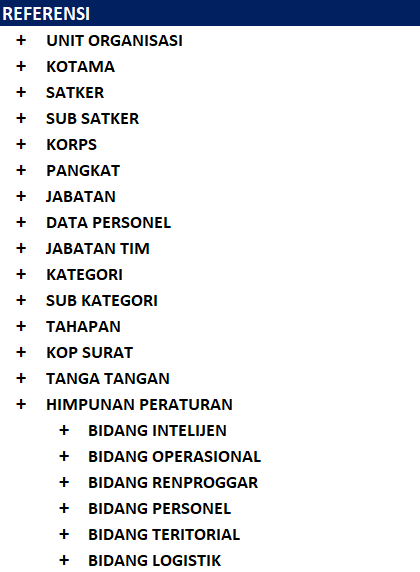 REFERENSI
+ UNIT ORGANISASI
+ KOTAMA
+ SATKER
+ SUB SATKER
+ KORPS
+ PANGKAT
+ JABATAN
+ DATA PERSONEL
+ JABATAN TIM
+ KATEGORI
+ SUB KATEGORI
+ TAHAPAN
+ KOP SURAT
+ TANGA TANGAN
+ HIMPUNAN PERATURAN
+ BIDANG INTELIJEN
+ BIDANG OPERASIONAL
+ BIDANG RENPROGGAR
+ BIDANG PERSONEL
+ BIDANG TERITORIAL
+ BIDANG LOGISTIK